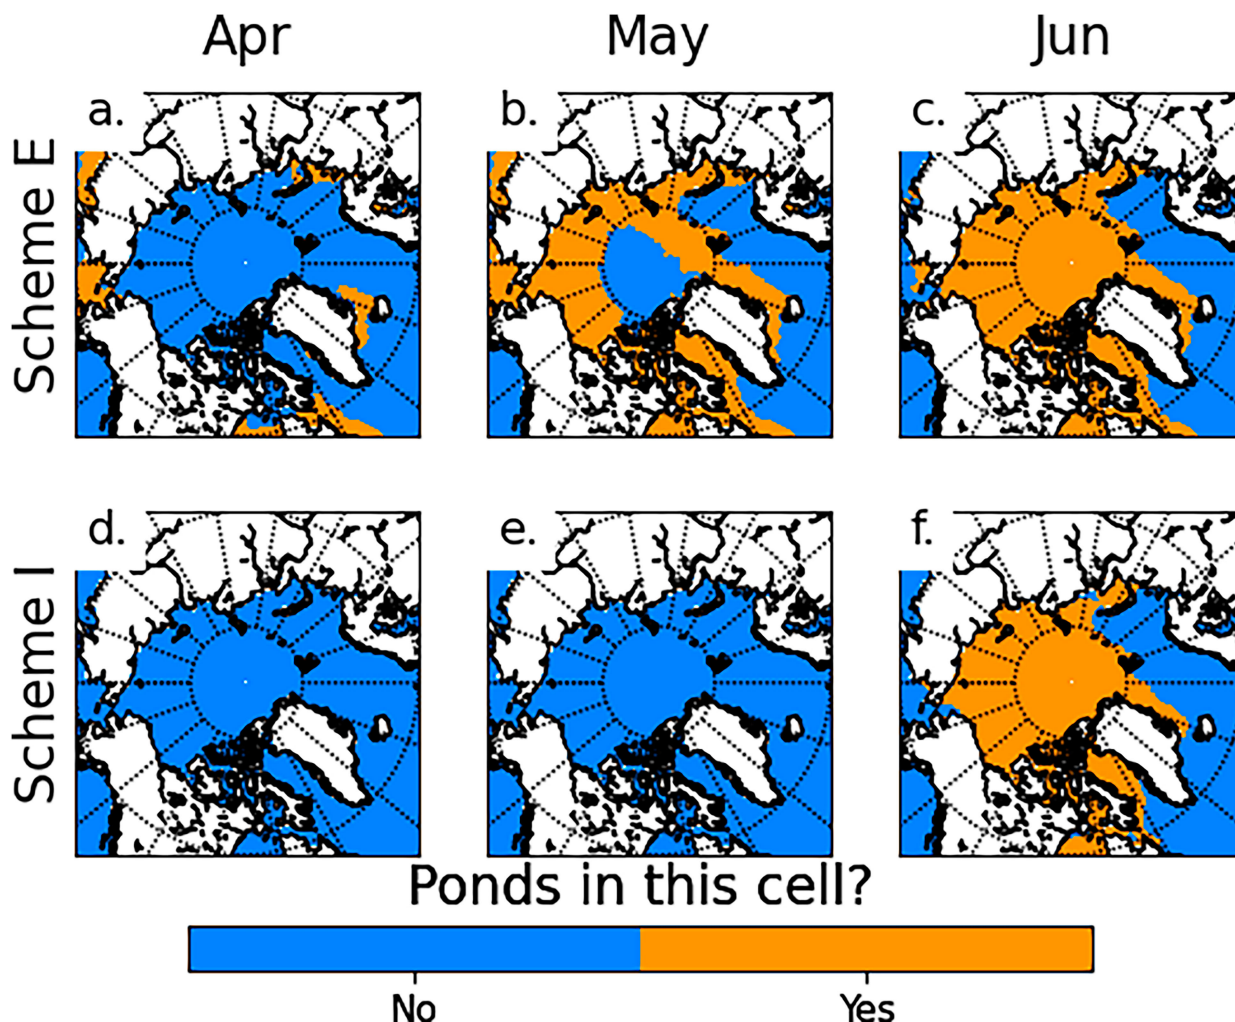 Apr May Jun
Scheme E
a. b. c.
Scheme I
d. e. f.
Ponds in this cell?
No Yes